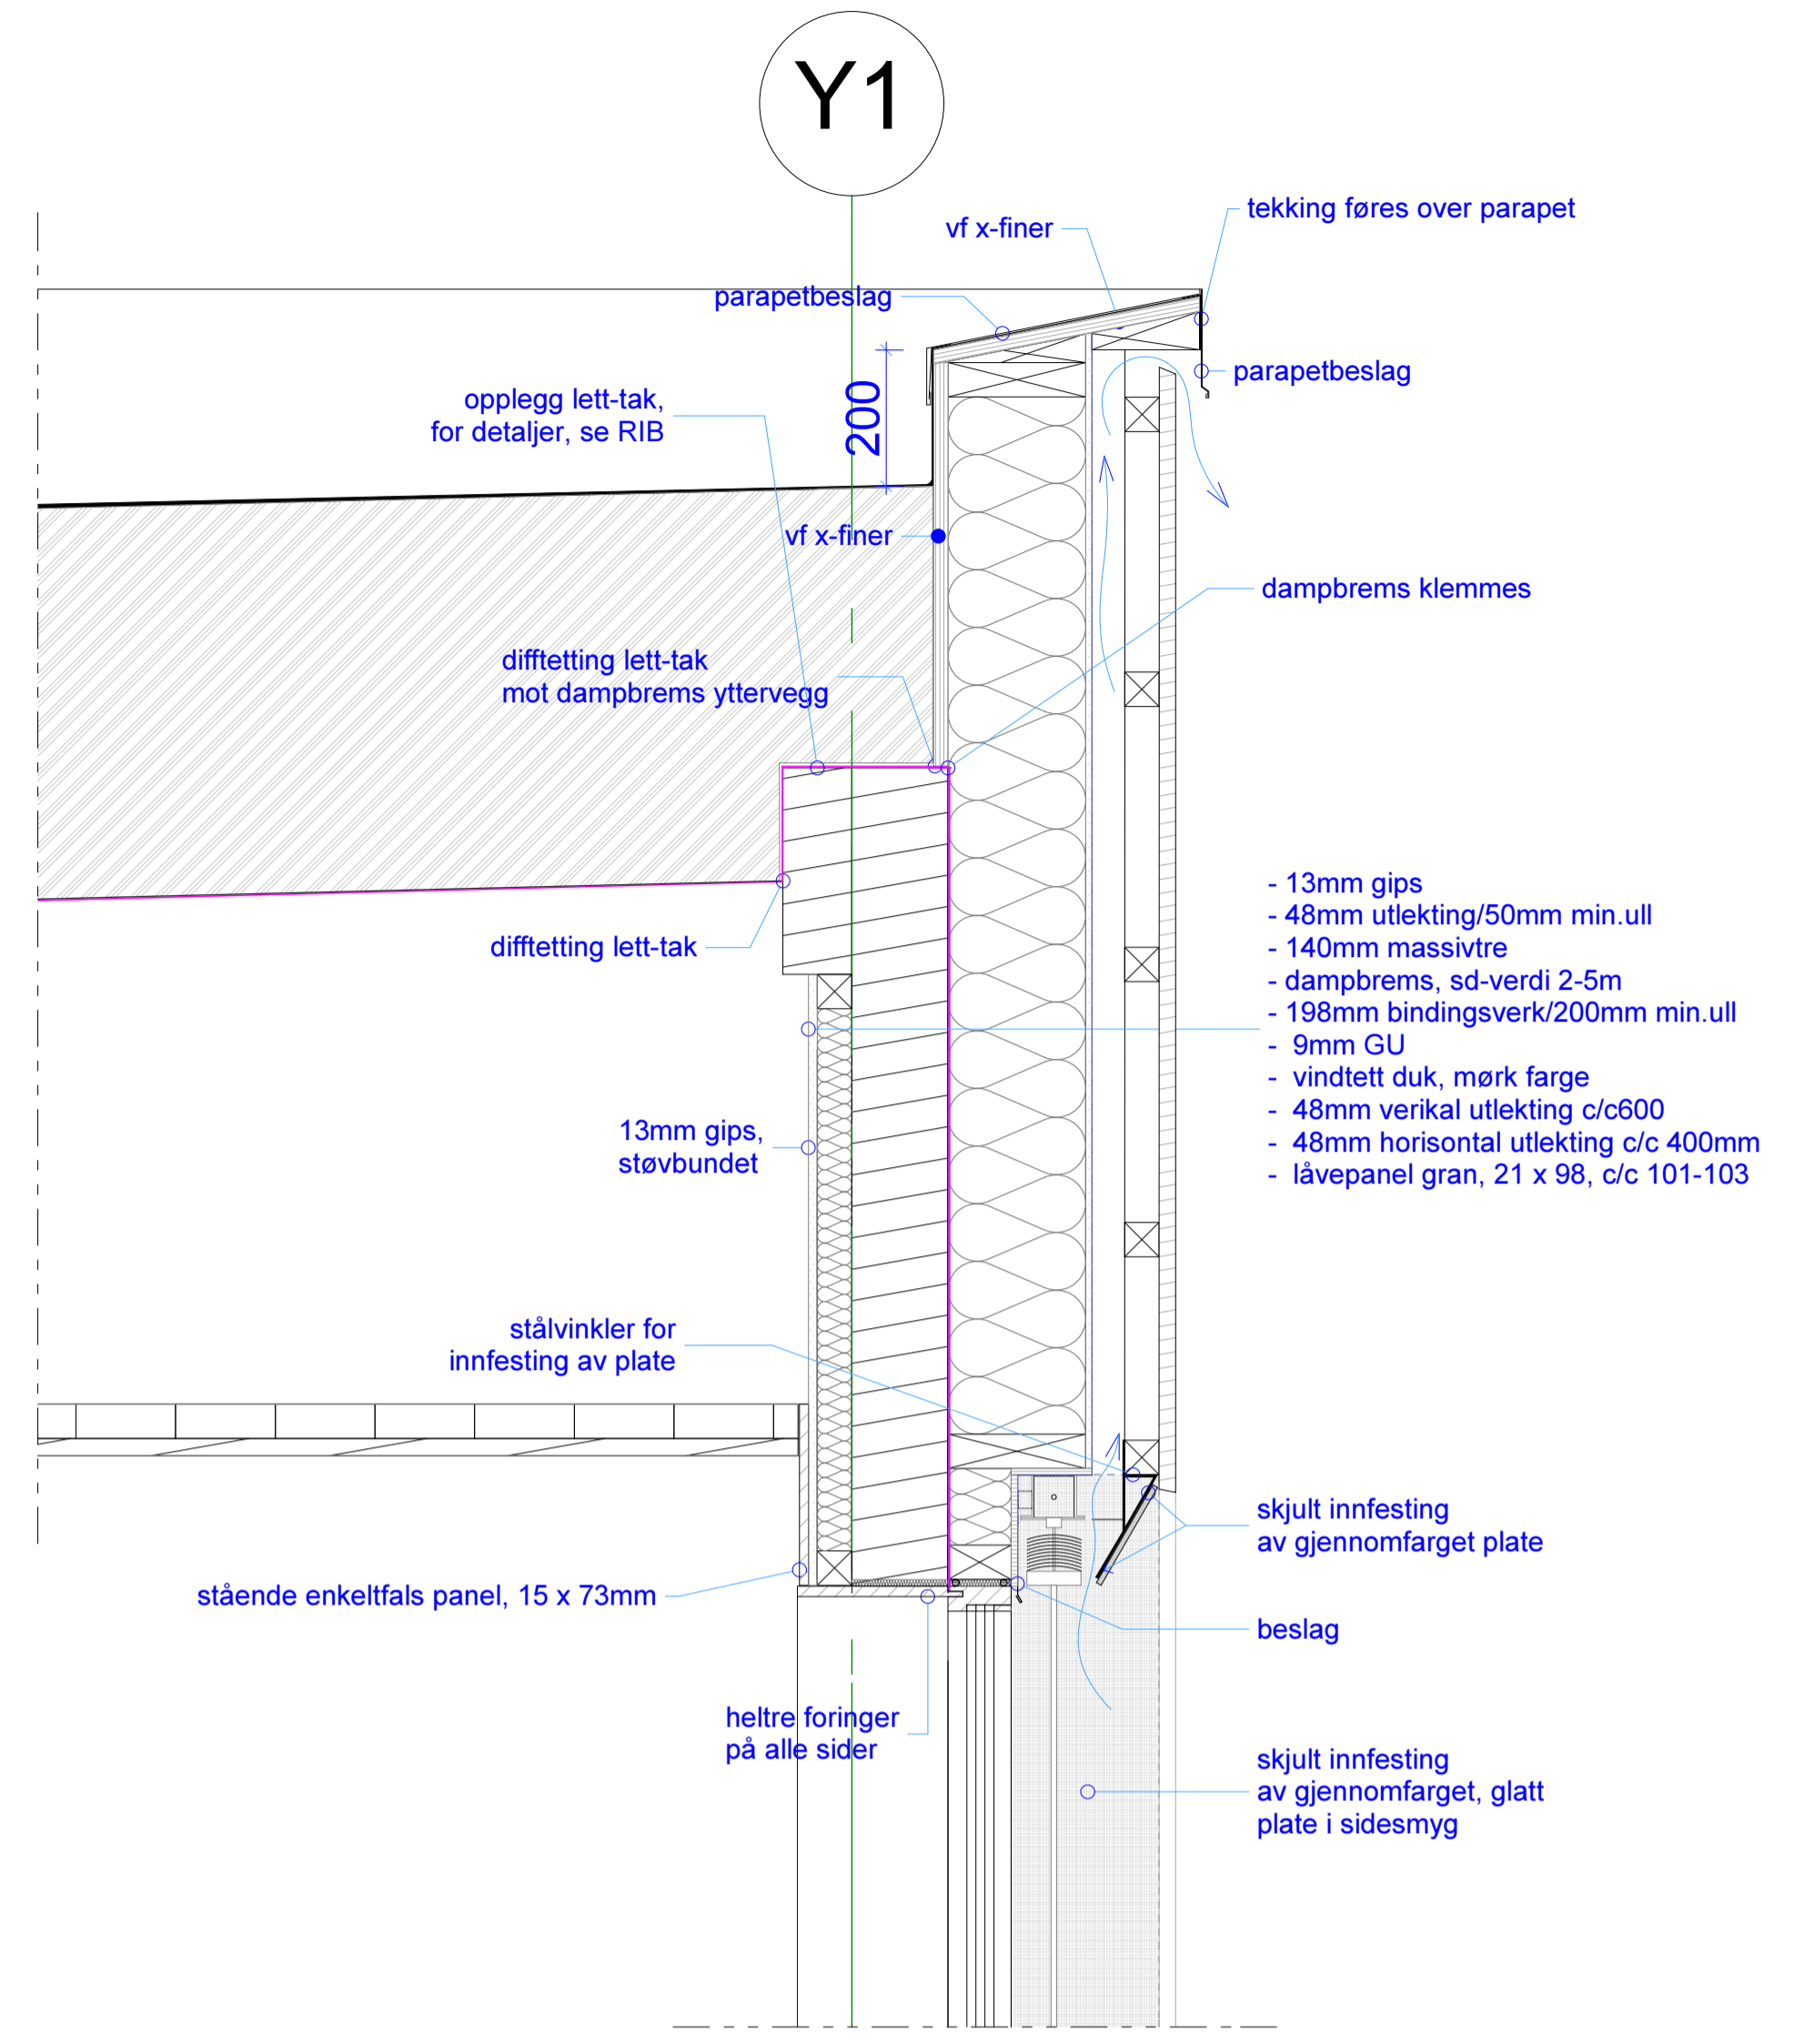 Y1
tekking føres over parapet
vf x-finer
parapetbeslag
parapetbeslag
opplegg lett-tak,
for detaljer, se RIB
200
vf x-finer
dampbrems klemmes
difftetting lett-tak
mot dampbrems yttervegg
- 13mm gips
- 48mm utlekting/50mm min.ull
- 140mm massivtre
- dampbrems, sd-verdi 2-5m
- 198mm bindingsverk/200mm min.ull
- 9mm GU
- vindtett duk, mørk farge
- 48mm verikal utlekting c/c600
- 48mm horisontal utlekting c/c 400mm
- låvepanel gran, 21 x 98, c/c 101-103
difftetting lett-tak
13mm gips,
støvbundet
stålvinkler for
innfesting av plate
skjult innfesting
av gjennomfarget plate
stående enkeltfals panel, 15 x 73mm
beslag
heltre foringer
på alle sider
skjult innfesting
av gjennomfarget, glatt
plate i sidesmyg